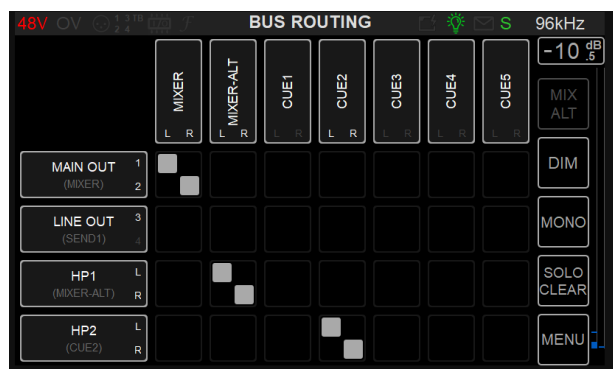 48V OV 1 3 TB BUS ROUTING S 96kHz
2 4
-10 dB
.5
MIXER MIXER-ALT CUE1 CUE2 CUE3 CUE4 CUE5
L R L R L R L R L R L R L R
MIX
ALT
MAIN OUT 1
(MIXER) 2
DIM
LINE OUT 3
(SEND1) 4
MONO
HP1 L
(MIXER-ALT) R
SOLO
CLEAR
HP2 L
(CUE2) R
MENU